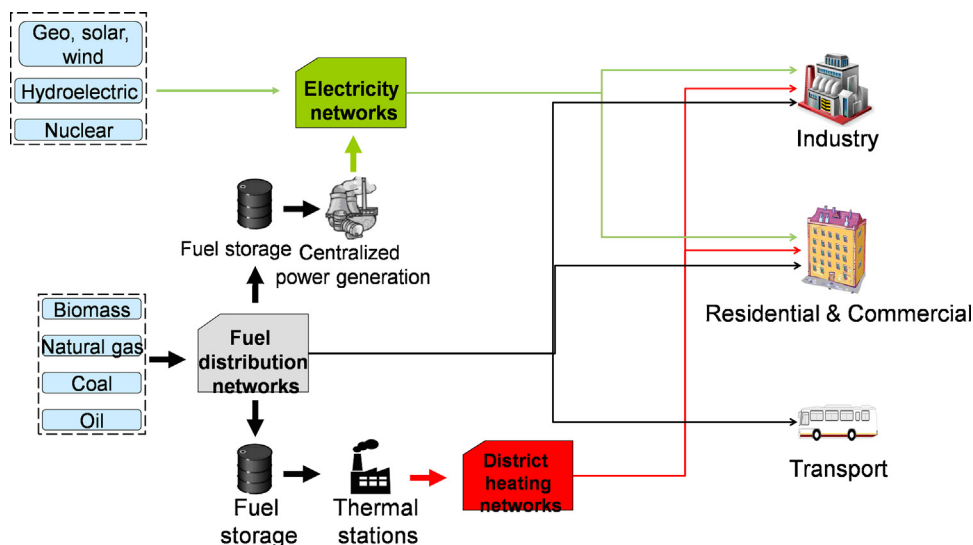 Geo, solar,
wind
Hydroelectric
Nuclear
Electricity
networks
Industry
Fuel storage
Centralized
power generation
Residential & Commercial
Biomass
Natural gas
Coal
Oil
Fuel
distribution
networks
Transport
Fuel
storage
Thermal
stations
District
heating
networks